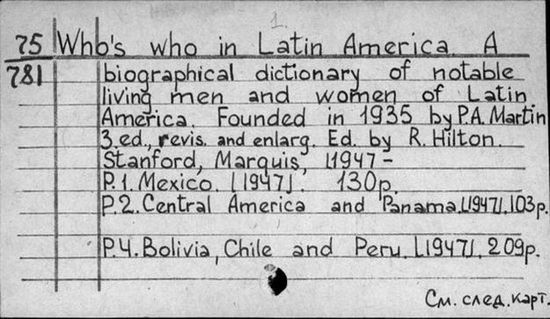 1.
75 Who's who in Latin America. A
781 biographical dictionary of notable
living men and women of Latin
America. Founded in 1935 by P.A. Martin
3.ed., revis. and enlarg. Ed. by R. Hilton.
Stanford, Marquis, [1947-
P.1. Mexico. [1947]. 130p.
P.2. Central America and Panama. [1947]. 103p.
P.4. Bolivia, Chile and Peru. [1947]. 209p.
См. след. карт.